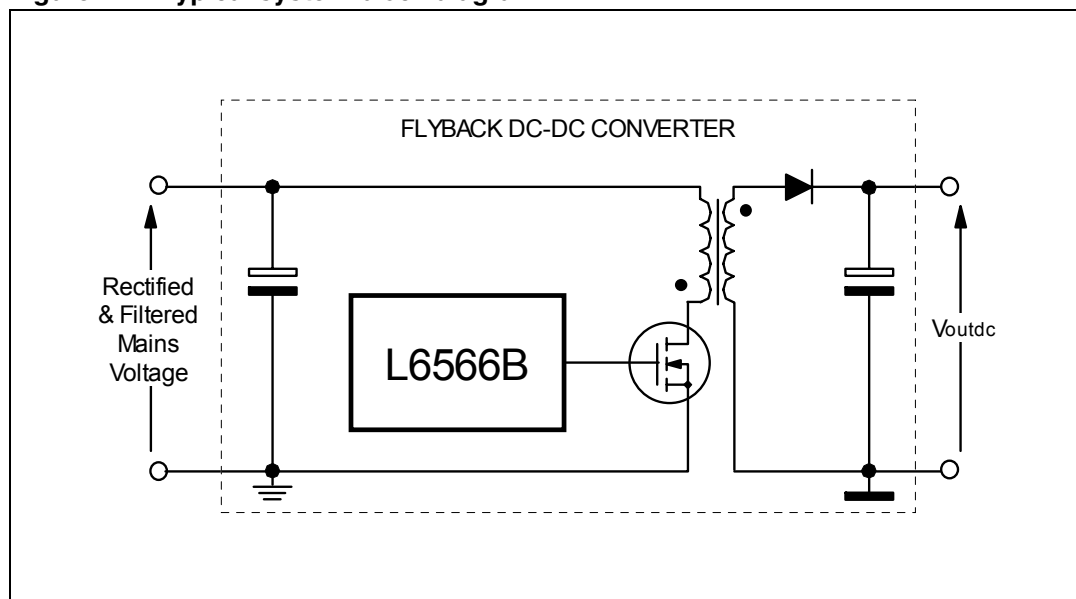 FLYBACK DC-DC CONVERTER
Rectified
& Filtered
Mains
Voltage
L6566B
Voutdc